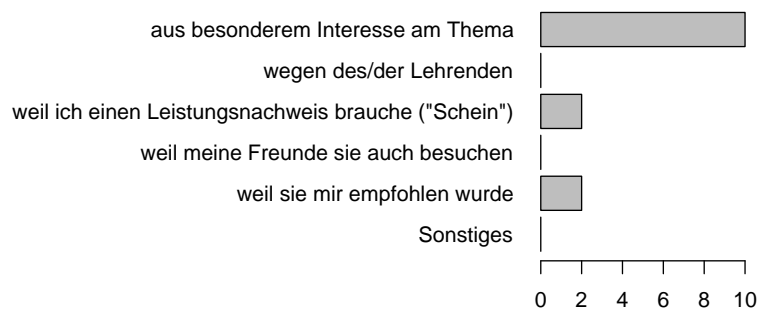 aus besonderem Interesse am Thema
wegen des/der Lehrenden
weil ich einen Leistungsnachweis brauche ("Schein")
weil meine Freunde sie auch besuchen
weil sie mir empfohlen wurde
Sonstiges
0 2 4 6 8 10